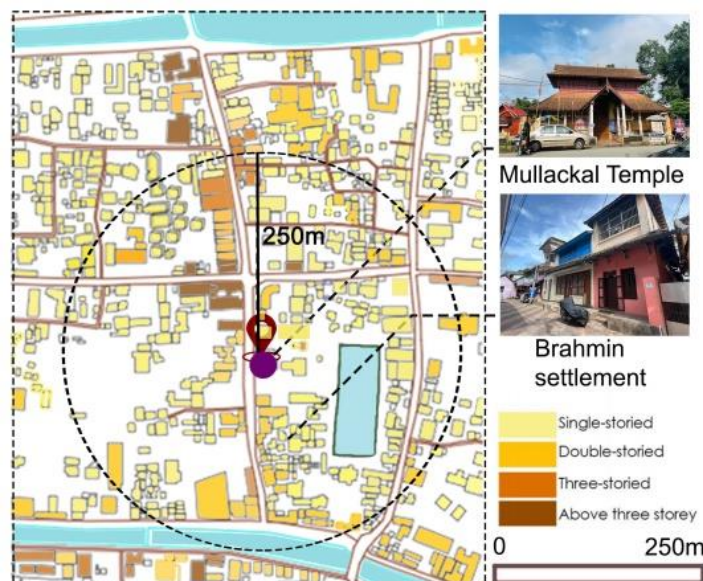 250m
Mullackal Temple
Brahmin
settlement
Single-storied
Double-storied
Three-storied
Above three storey
0 250m